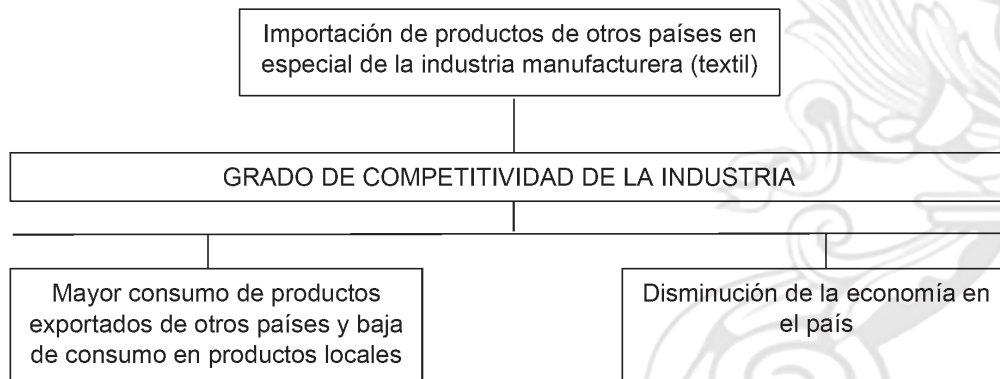 Importación de productos de otros países en
especial de la industria manufacturera (textil)
GRADO DE COMPETITIVIDAD DE LA INDUSTRIA
Mayor consumo de productos
exportados de otros países y baja
de consumo en productos locales
Disminución de la economía en
el país